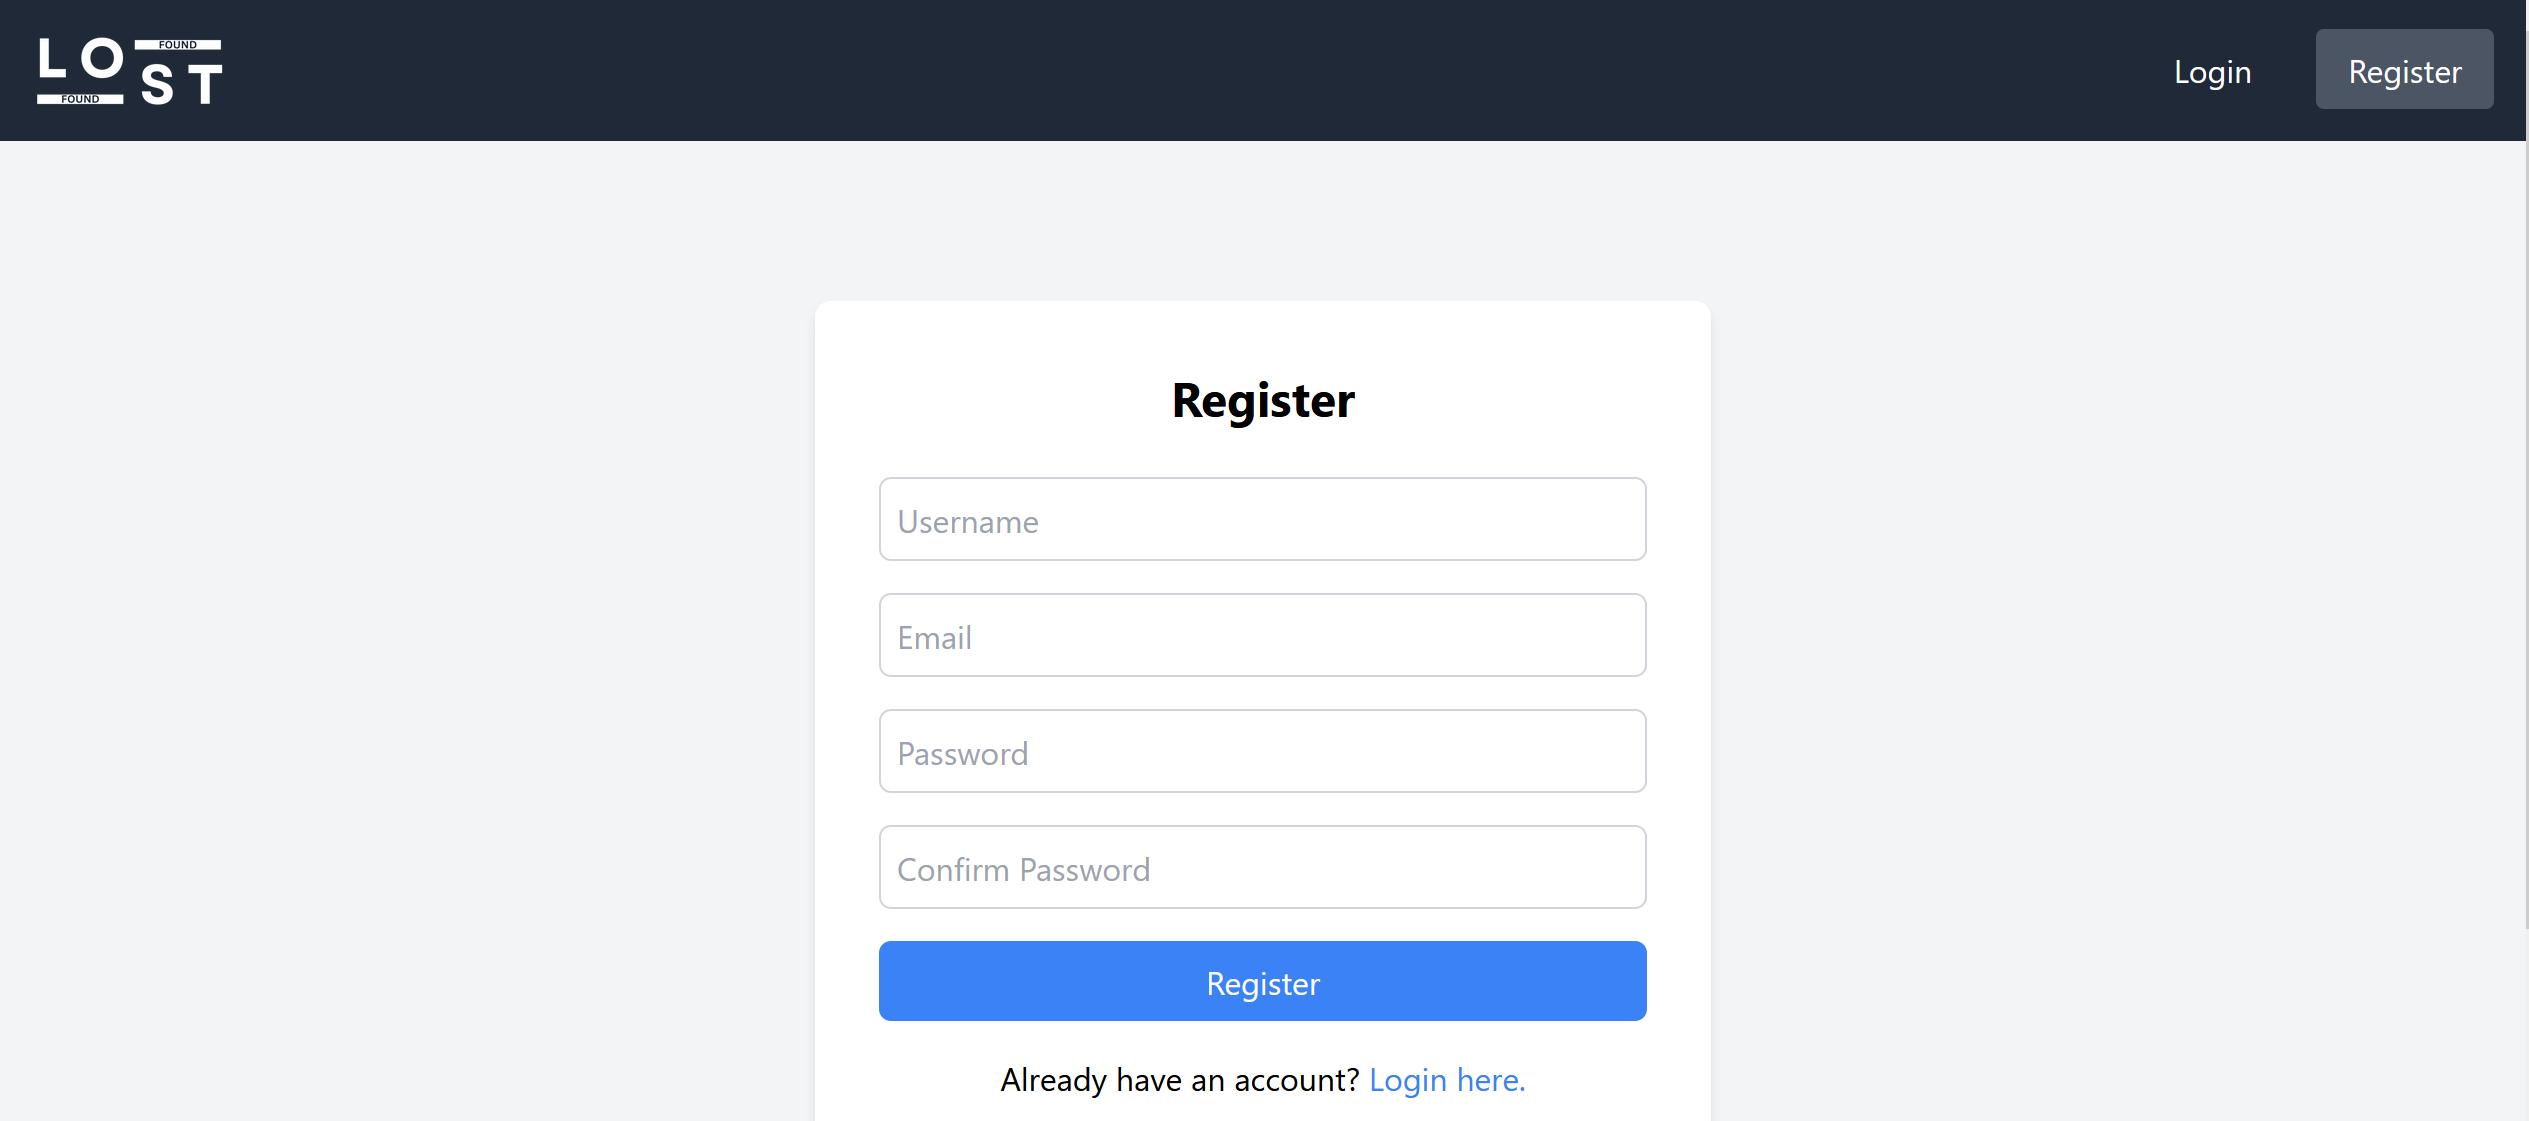 LO FOUND
FOUND ST
Login
Register
Register
Username
Email
Password
Confirm Password
Register
Already have an account? Login here.